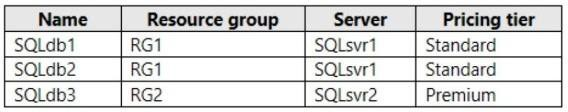 Name Resource group Server Pricing tier
SQLdb1 RG1 SQLsvr1 Standard
SQLdb2 RG1 SQLsvr1 Standard
SQLdb3 RG2 SQLsvr2 Premium